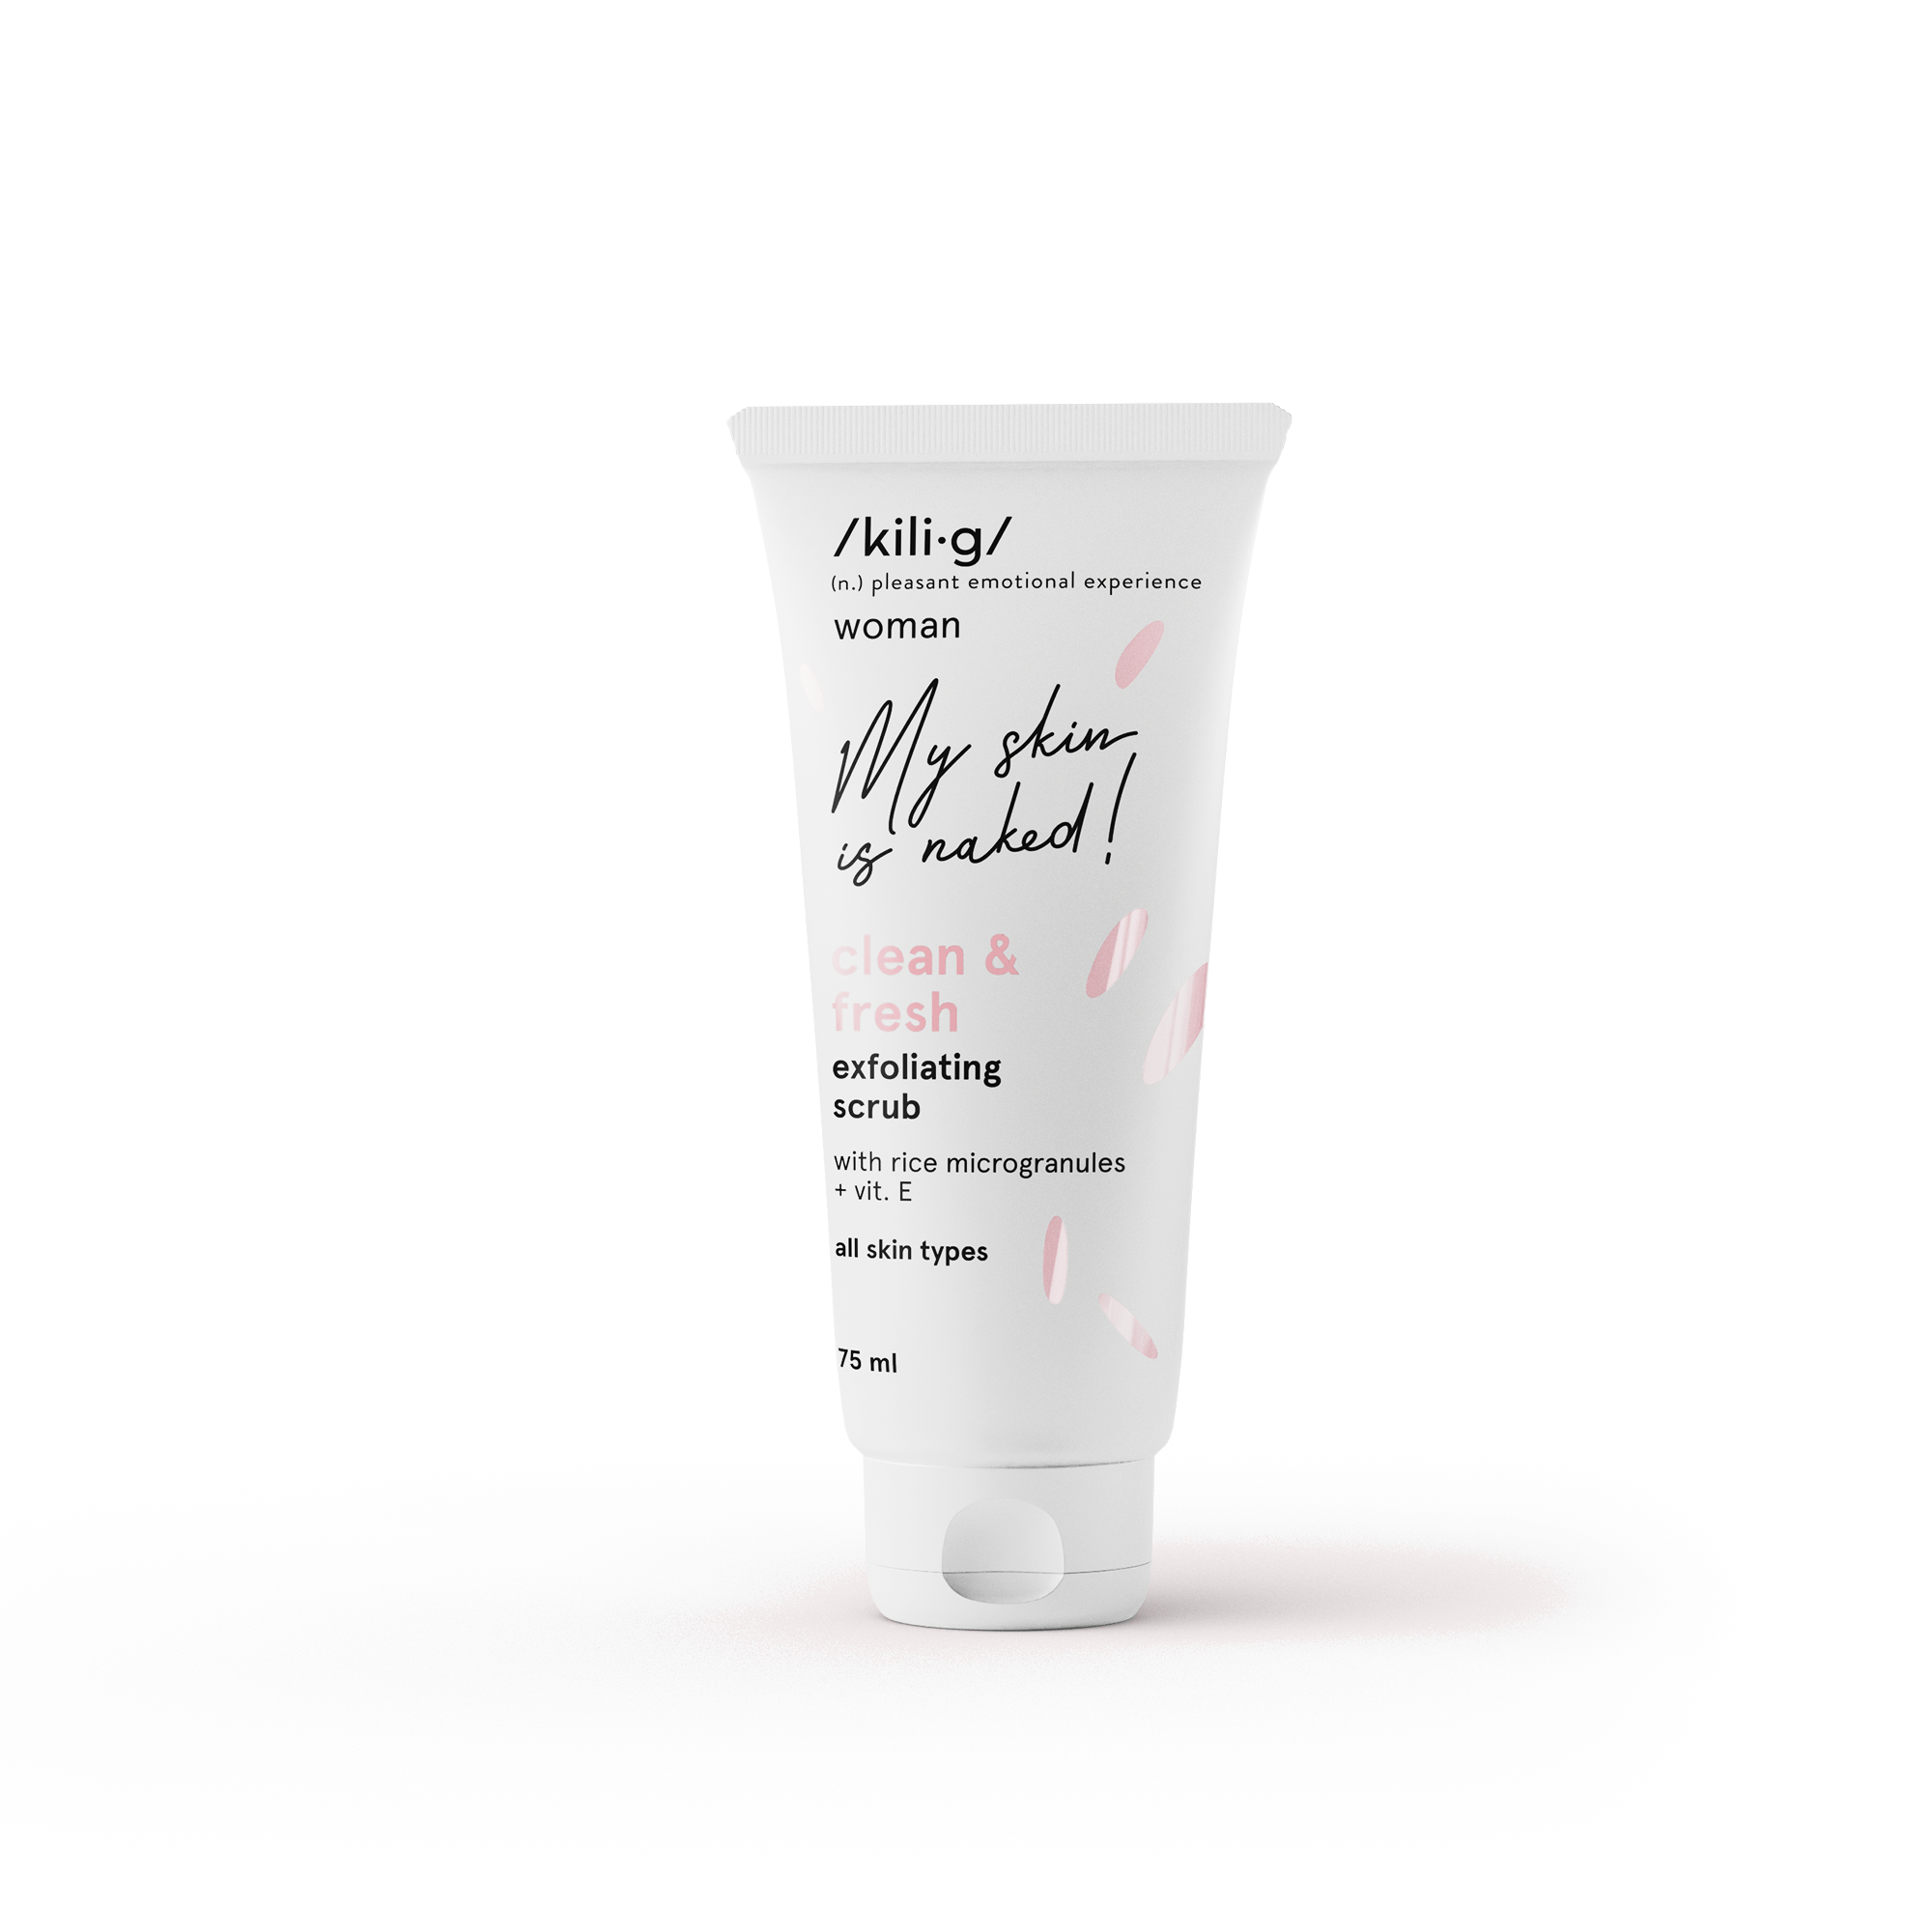 /kili·g/
(n.) pleasant emotional experience
woman
My skin
is naked!
clean &
fresh
exfoliating
scrub
with rice microgranules
+ vit. E
all skin types
75 ml